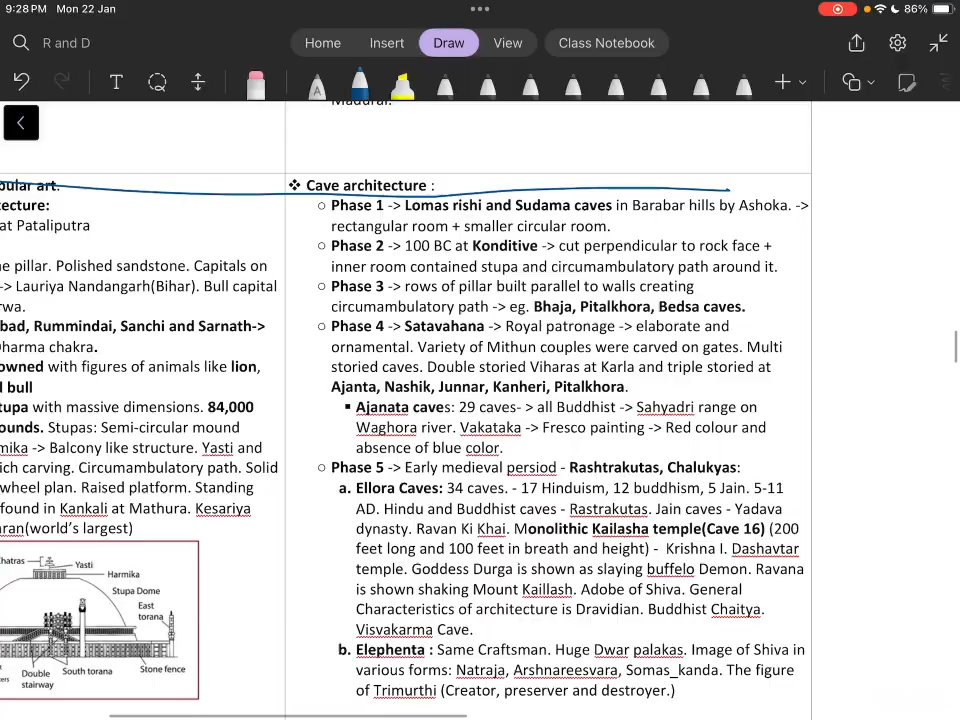 9:28 PM Mon 22 Jan
86%
R and D
Home Insert Draw View Class Notebook
Madurai.
pular art.
tecture:
at Pataliputra
ne pillar. Polished sandstone. Capitals on
-> Lauriya Nandangarh(Bihar). Bull capital
rwa.
bad, Rummindai, Sanchi and Sarnath->
Dharma chakra.
owned with figures of animals like lion,
d bull
tupa with massive dimensions. 84,000
ounds. Stupas: Semi-circular mound
mika -> Balcony like structure. Yasti and
ich carving. Circumambulatory path. Solid
wheel plan. Raised platform. Standing
found in Kankali at Mathura. Kesariya
aran(world's largest)
hatras
Yasti
Harmika
Stupa Dome
East
torana
Double
stairway
South torana
Stone fence
❖ Cave architecture :
○ Phase 1 -> Lomas rishi and Sudama caves in Barabar hills by Ashoka. ->
rectangular room + smaller circular room.
○ Phase 2 -> 100 BC at Konditive -> cut perpendicular to rock face +
inner room contained stupa and circumambulatory path around it.
○ Phase 3 -> rows of pillar built parallel to walls creating
circumambulatory path -> eg. Bhaja, Pitalkhora, Bedsa caves.
○ Phase 4 -> Satavahana -> Royal patronage -> elaborate and
ornamental. Variety of Mithun couples were carved on gates. Multi
storied caves. Double storied Viharas at Karla and triple storied at
Ajanta, Nashik, Junnar, Kanheri, Pitalkhora.
▪ Ajanata caves: 29 caves- > all Buddhist -> Sahyadri range on
Waghora river. Vakataka -> Fresco painting -> Red colour and
absence of blue color.
○ Phase 5 -> Early medieval persiod - Rashtrakutas, Chalukyas:
a. Ellora Caves: 34 caves. - 17 Hinduism, 12 buddhism, 5 Jain. 5-11
AD. Hindu and Buddhist caves - Rastrakutas. Jain caves - Yadava
dynasty. Ravan Ki Khai. Monolithic Kailasha temple(Cave 16) (200
feet long and 100 feet in breath and height) - Krishna I. Dashavtar
temple. Goddess Durga is shown as slaying buffelo Demon. Ravana
is shown shaking Mount Kaillash. Adobe of Shiva. General
Characteristics of architecture is Dravidian. Buddhist Chaitya.
Visvakarma Cave.
b. Elephenta : Same Craftsman. Huge Dwar palakas. Image of Shiva in
various forms: Natraja, Arshnareesvara, Somas_kanda. The figure
of Trimurthi (Creator, preserver and destroyer.)